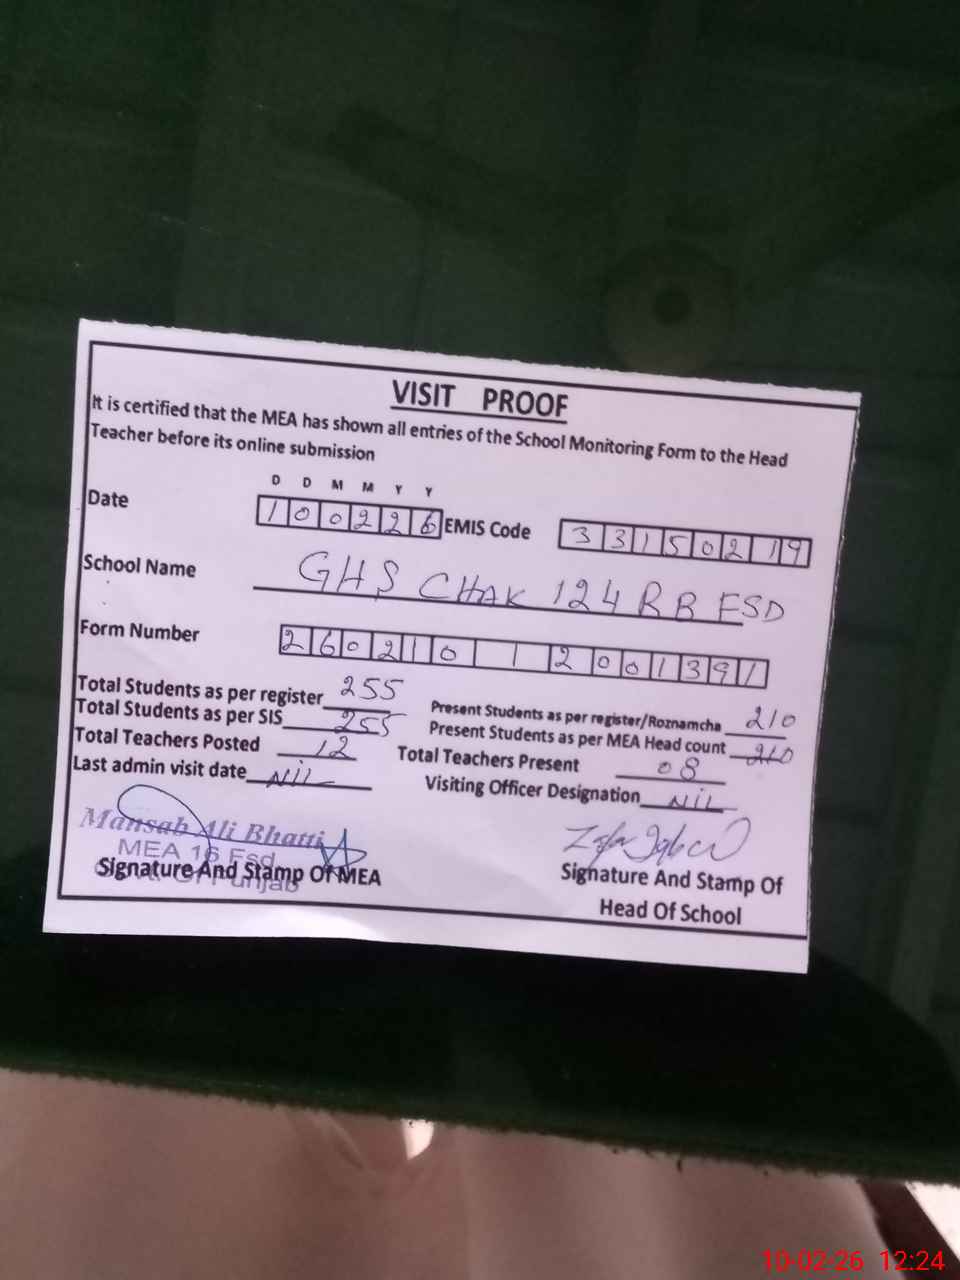 VISIT PROOF
It is certified that the MEA has shown all entries of the School Monitoring Form to the Head
Teacher before its online submission
D D M M Y Y
Date 100226 EMIS Code 33150219
School Name GHS CHAK 124 RB FSD
Form Number 260210 1 2001391
Total Students as per register 255 Present Students as per register/Roznamcha 210
Total Students as per SIS 255 Present Students as per MEA Head count 210
Total Teachers Posted 12 Total Teachers Present 08
Last admin visit date NIL Visiting Officer Designation NIL
Mansab Ali Bhatti
MEA 16 Fsd
Signature And Stamp Of MEA Signature And Stamp Of
Punjab
Head Of School
10-02-26 12:24